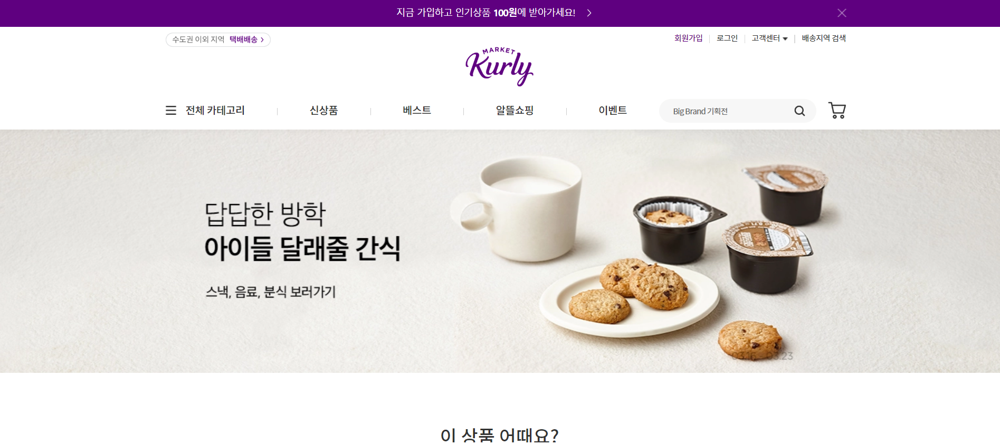 지금 가입하고 인기상품 100원에 받아가세요!
수도권 이외 지역 택배배송
회원가입
로그인
고객센터
배송지역 검색
MARKET
Kurly
전체 카테고리
신상품
베스트
알뜰쇼핑
이벤트
Big Brand 기획전
답답한 방학
아이들 달래줄 간식
스낵, 음료, 분식 보러가기
이 상품 어때요?